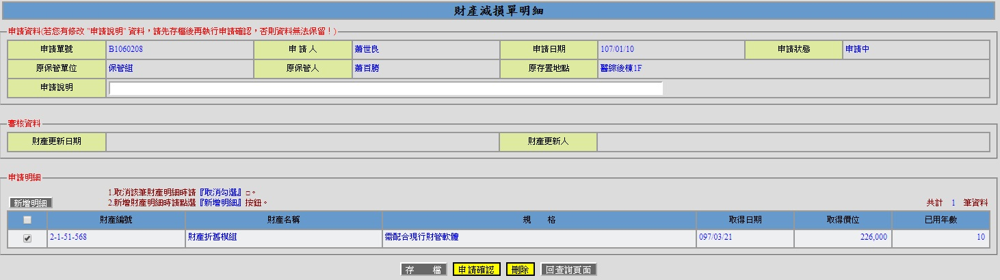 財產減損單明細
申請資料(若您有修改 "申請說明" 資料，請先存檔後再執行申請確認，否則資料無法保留！)
申請單號 B1060208 申 請 人 蕭世良 申請日期 107/01/10 申請狀態 申請中
原保管單位 保管組 原保管人 蕭百勝 原存置地點 醫綜後棟1F
申請說明
審核資料
財產更新日期 財產更新人
申請明細
1.取消該筆財產明細時請『取消勾選』□。
新增明細 2.新增財產明細時請點選『新增明細』按鈕。 共計 1 筆資料
財產編號 財產名稱 規 格 取得日期 取得價位 已用年數
2-1-51-568 財產折舊模組 需配合現行財管軟體 097/03/21 226,000 10
存 檔 申請確認 刪除 回查詢頁面